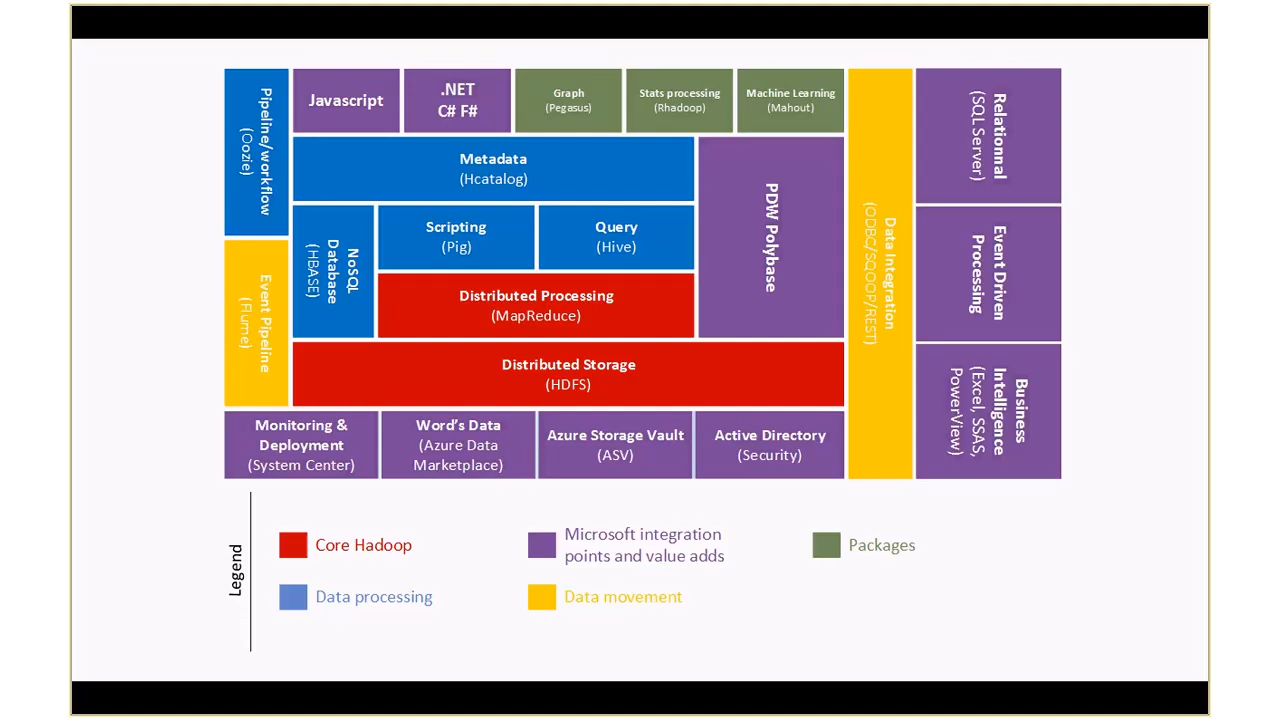 Pipeline/workflow
(Oozie)
Javascript
.NET
C# F#
Graph
(Pegasus)
Stats processing
(Rhadoop)
Machine Learning
(Mahout)
Data Integration
(ODBC/SQOOP/REST)
Relationnal
(SQL Server)
Metadata
(Hcatalog)
PDW Polybase
NoSQL
Database
(HBASE)
Scripting
(Pig)
Query
(Hive)
Event Driven
Processing
Event Pipeline
(Flume)
Distributed Processing
(MapReduce)
Distributed Storage
(HDFS)
Business
Intelligence
(Excel, SSAS,
PowerView)
Monitoring &
Deployment
(System Center)
Word's Data
(Azure Data
Marketplace)
Azure Storage Vault
(ASV)
Active Directory
(Security)
Legend
Core Hadoop
Microsoft integration
points and value adds
Packages
Data processing
Data movement